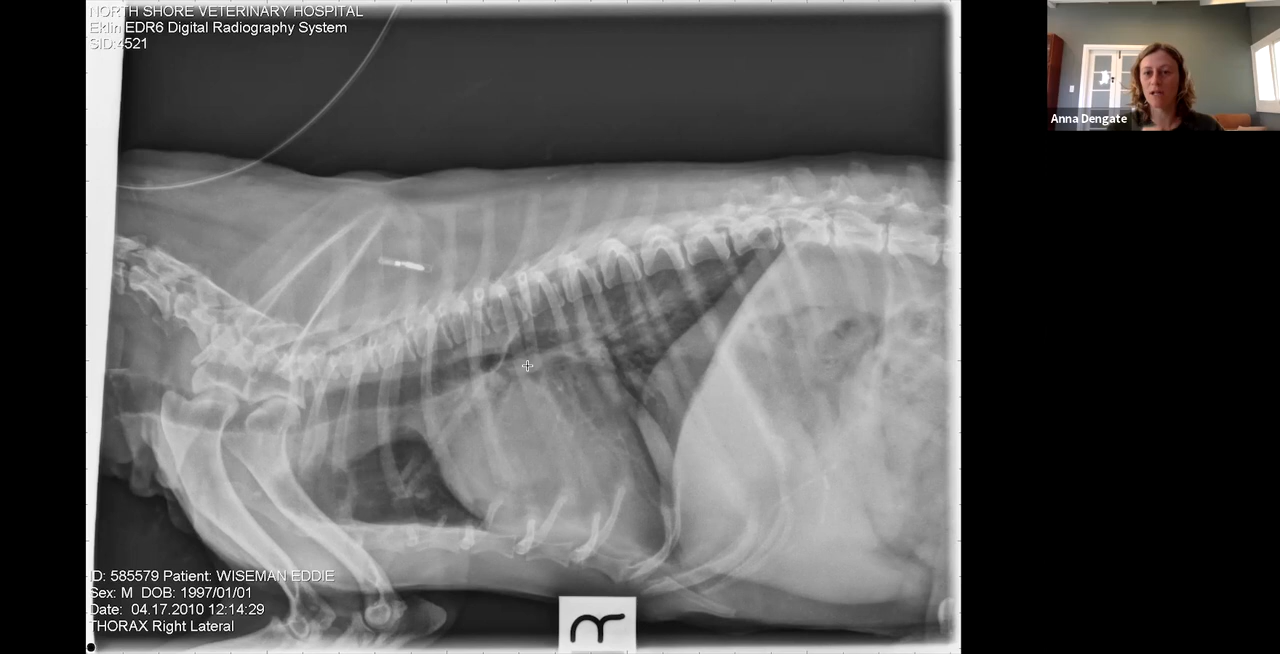 NORTH SHORE VETERINARY HOSPITAL
Eklin EDR6 Digital Radiography System
SID:4521
Anna Dengate
ID: 585579 Patient: WISEMAN EDDIE
Sex: M DOB: 1997/01/01
Date: 04.17.2010 12:14:29
THORAX Right Lateral
R